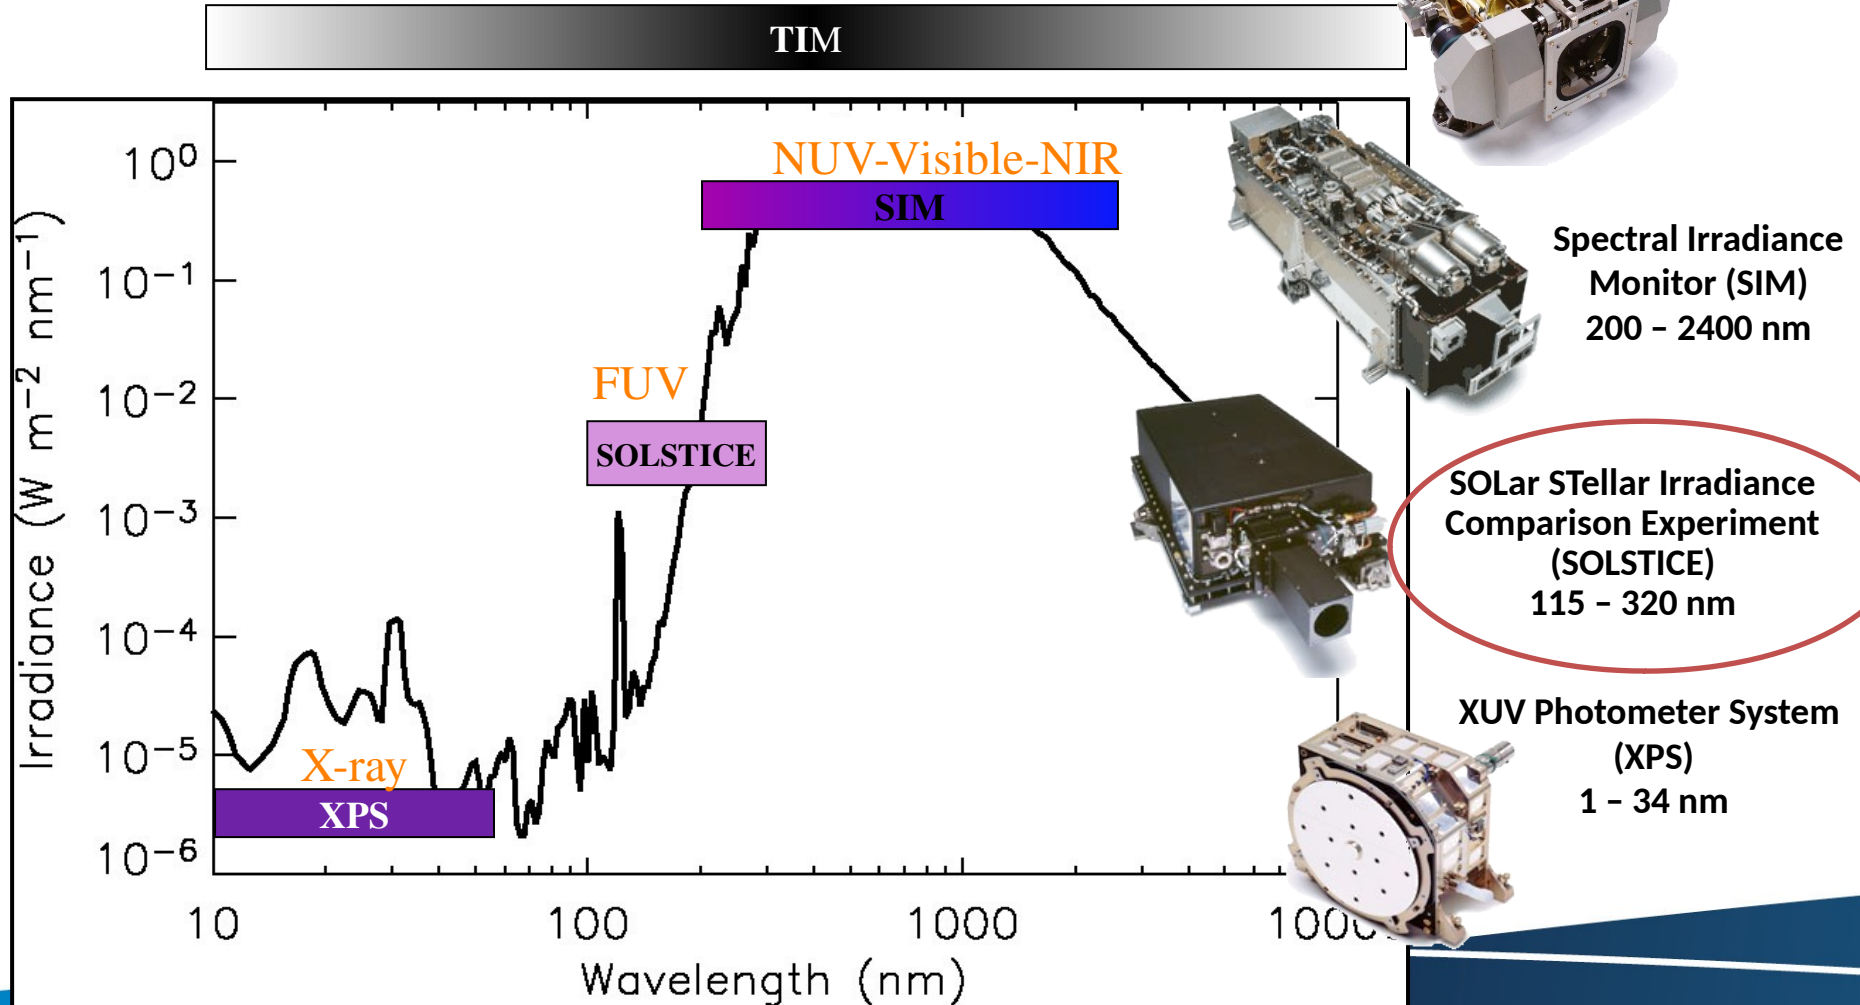 TIM
10⁰
10⁻¹
10⁻²
10⁻³
10⁻⁴
10⁻⁵
10⁻⁶
Irradiance (W m⁻² nm⁻¹)
NUV-Visible-NIR
SIM
FUV
SOLSTICE
X-ray
XPS
10
100
1000
Wavelength (nm)
Spectral Irradiance
Monitor (SIM)
200 – 2400 nm
SOLar STellar Irradiance
Comparison Experiment
(SOLSTICE)
115 – 320 nm
XUV Photometer System
(XPS)
1 – 34 nm